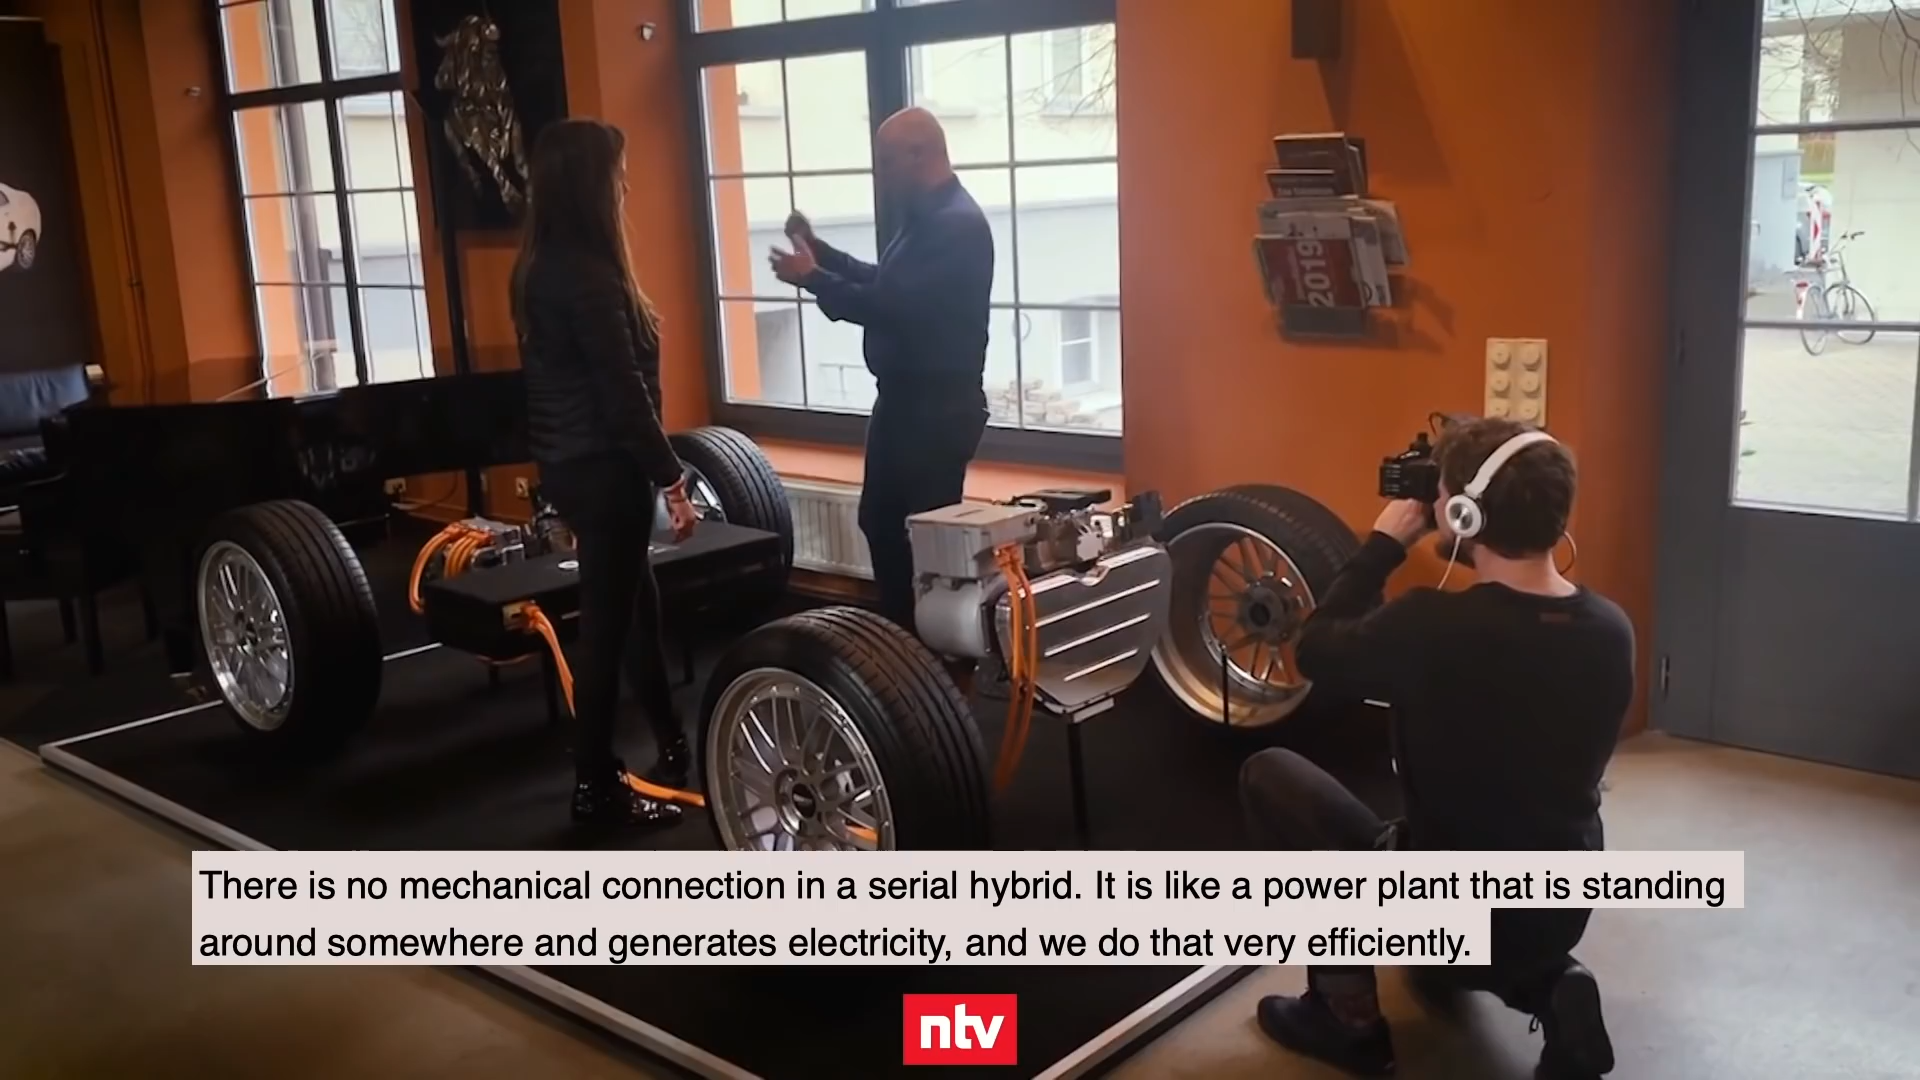 2019
There is no mechanical connection in a serial hybrid. It is like a power plant that is standing
around somewhere and generates electricity, and we do that very efficiently.
ntv